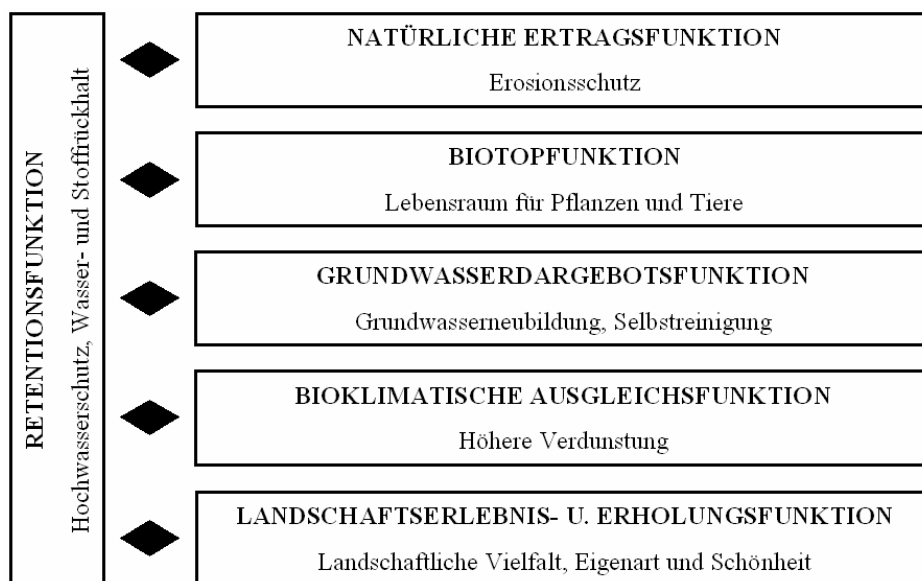 RETENTIONSFUNKTION
Hochwasserschutz, Wasser- und Stoffrückhalt
NATÜRLICHE ERTRAGSFUNKTION
Erosionsschutz
BIOTOPFUNKTION
Lebensraum für Pflanzen und Tiere
GRUNDWASSERDARGEBOTSFUNKTION
Grundwasserneubildung, Selbstreinigung
BIOKLIMATISCHE AUSGLEICHSFUNKTION
Höhere Verdunstung
LANDSCHAFTSERLEBNIS- U. ERHOLUNGSFUNKTION
Landschaftliche Vielfalt, Eigenart und Schönheit